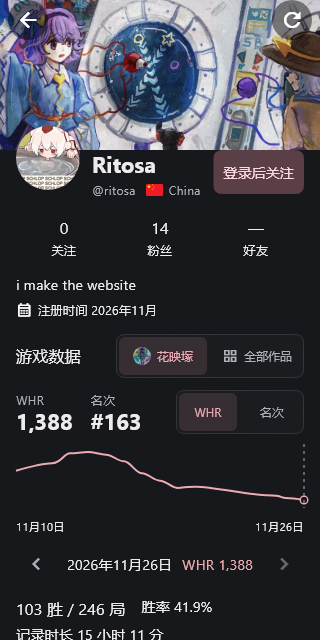 Ritosa
@ritosa 🇨🇳 China
登录后关注
0 14 —
关注 粉丝 好友
i make the website
注册时间 2026年11月
游戏数据 花映塚 全部作品
WHR 名次
1,388 #163
WHR 名次
11月10日 11月26日
2026年11月26日 WHR 1,388
103 胜 / 246 局 胜率 41.9%
记录时长 15 小时 11 分